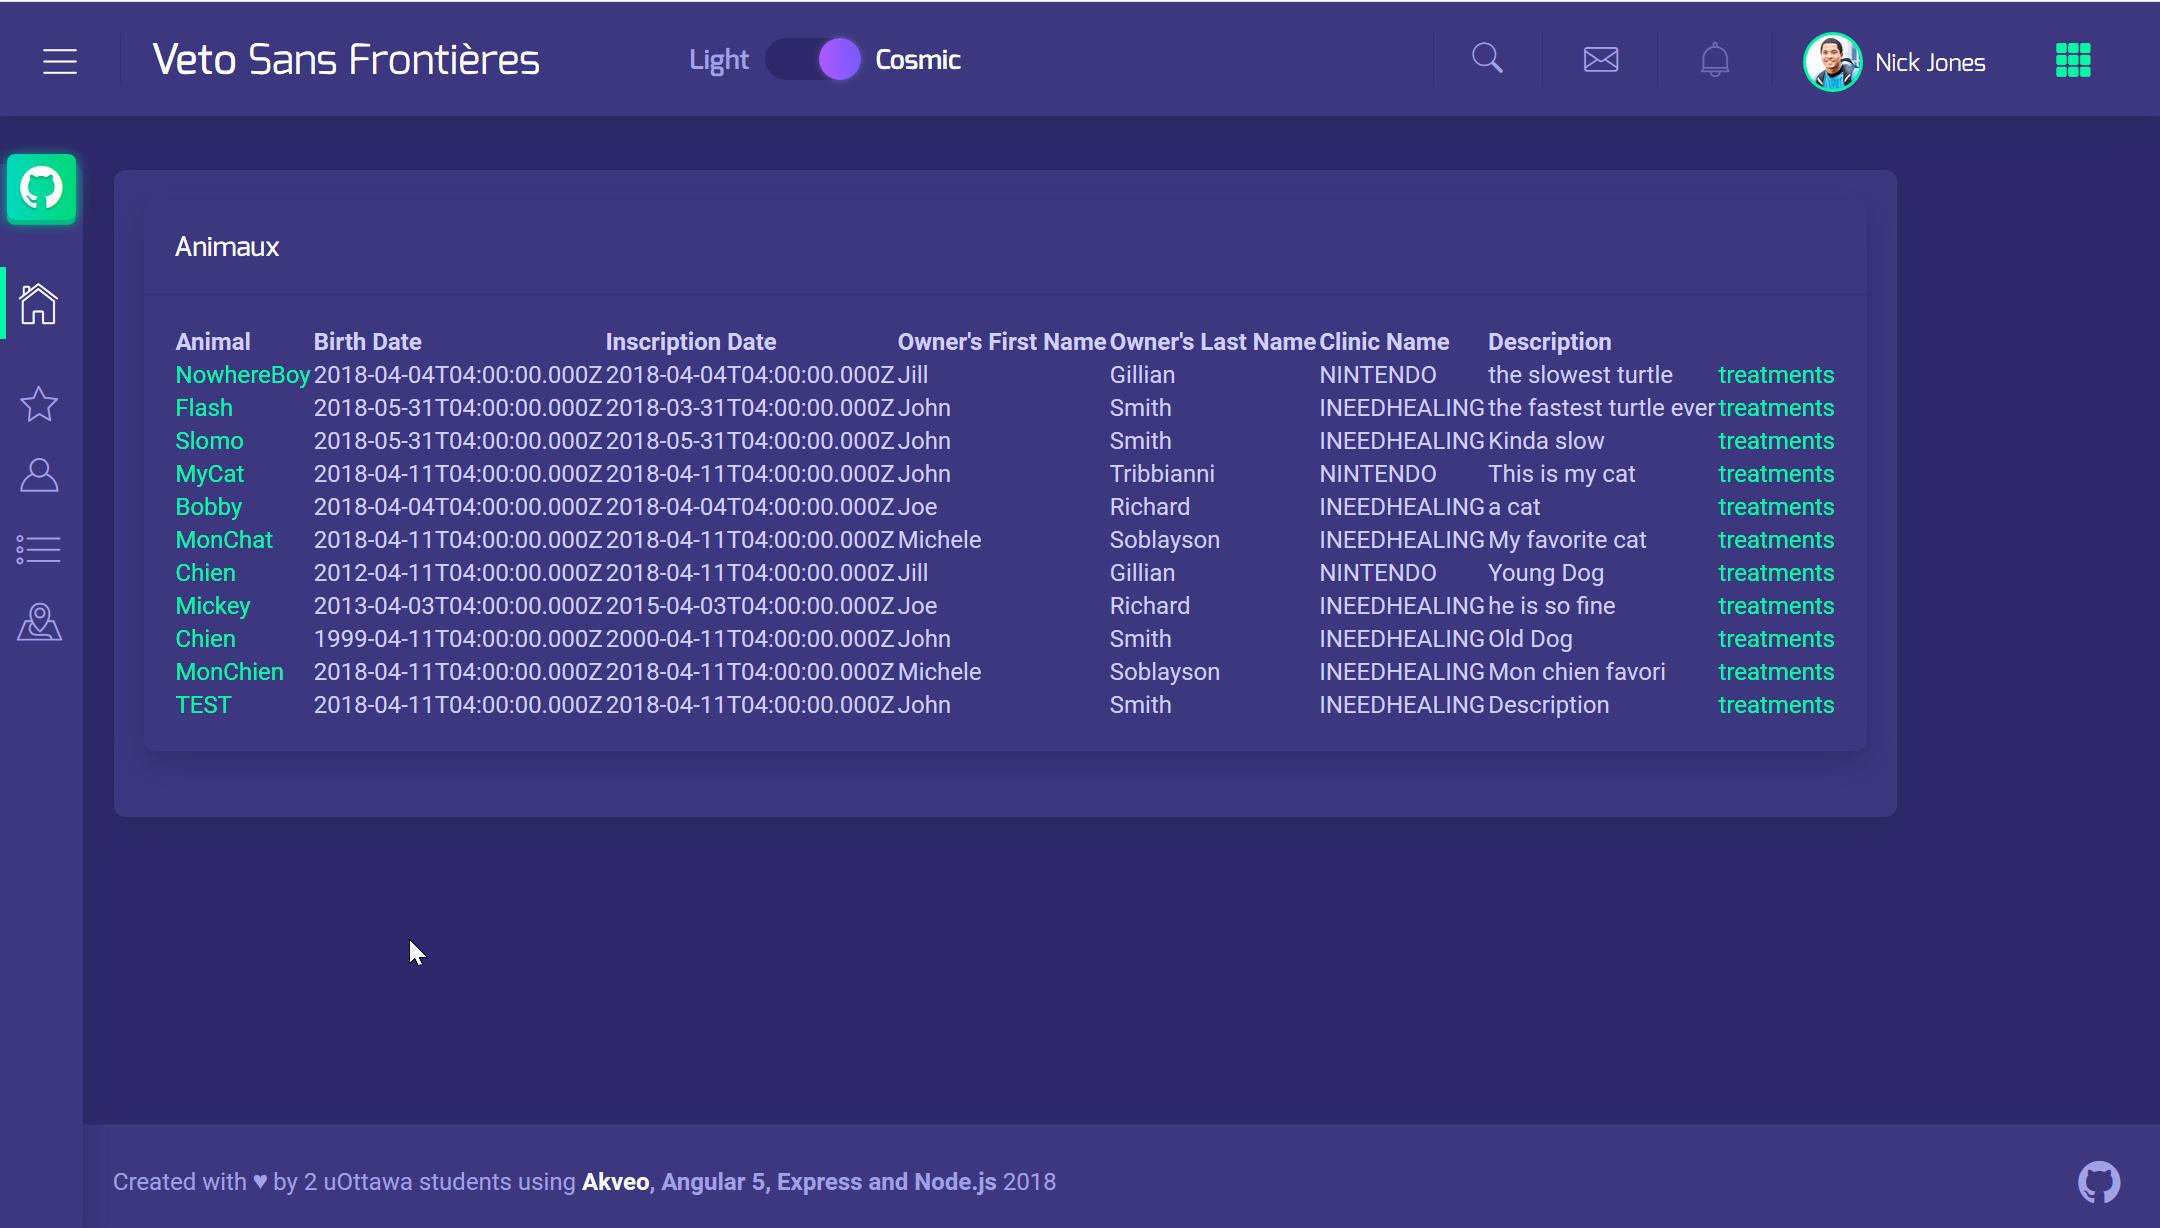 Veto Sans Frontières
Light Cosmic
Nick Jones
Animaux
Animal Birth Date Inscription Date Owner's First Name Owner's Last Name Clinic Name Description
NowhereBoy 2018-04-04T04:00:00.000Z 2018-04-04T04:00:00.000Z Jill Gillian NINTENDO the slowest turtle treatments
Flash 2018-05-31T04:00:00.000Z 2018-03-31T04:00:00.000Z John Smith INEEDHEALING the fastest turtle ever treatments
Slomo 2018-05-31T04:00:00.000Z 2018-05-31T04:00:00.000Z John Smith INEEDHEALING Kinda slow treatments
MyCat 2018-04-11T04:00:00.000Z 2018-04-11T04:00:00.000Z John Tribbianni NINTENDO This is my cat treatments
Bobby 2018-04-04T04:00:00.000Z 2018-04-04T04:00:00.000Z Joe Richard INEEDHEALING a cat treatments
MonChat 2018-04-11T04:00:00.000Z 2018-04-11T04:00:00.000Z Michele Soblayson INEEDHEALING My favorite cat treatments
Chien 2012-04-11T04:00:00.000Z 2018-04-11T04:00:00.000Z Jill Gillian NINTENDO Young Dog treatments
Mickey 2013-04-03T04:00:00.000Z 2015-04-03T04:00:00.000Z Joe Richard INEEDHEALING he is so fine treatments
Chien 1999-04-11T04:00:00.000Z 2000-04-11T04:00:00.000Z John Smith INEEDHEALING Old Dog treatments
MonChien 2018-04-11T04:00:00.000Z 2018-04-11T04:00:00.000Z Michele Soblayson INEEDHEALING Mon chien favori treatments
TEST 2018-04-11T04:00:00.000Z 2018-04-11T04:00:00.000Z John Smith INEEDHEALING Description treatments
Created with ♥ by 2 uOttawa students using Akveo, Angular 5, Express and Node.js 2018